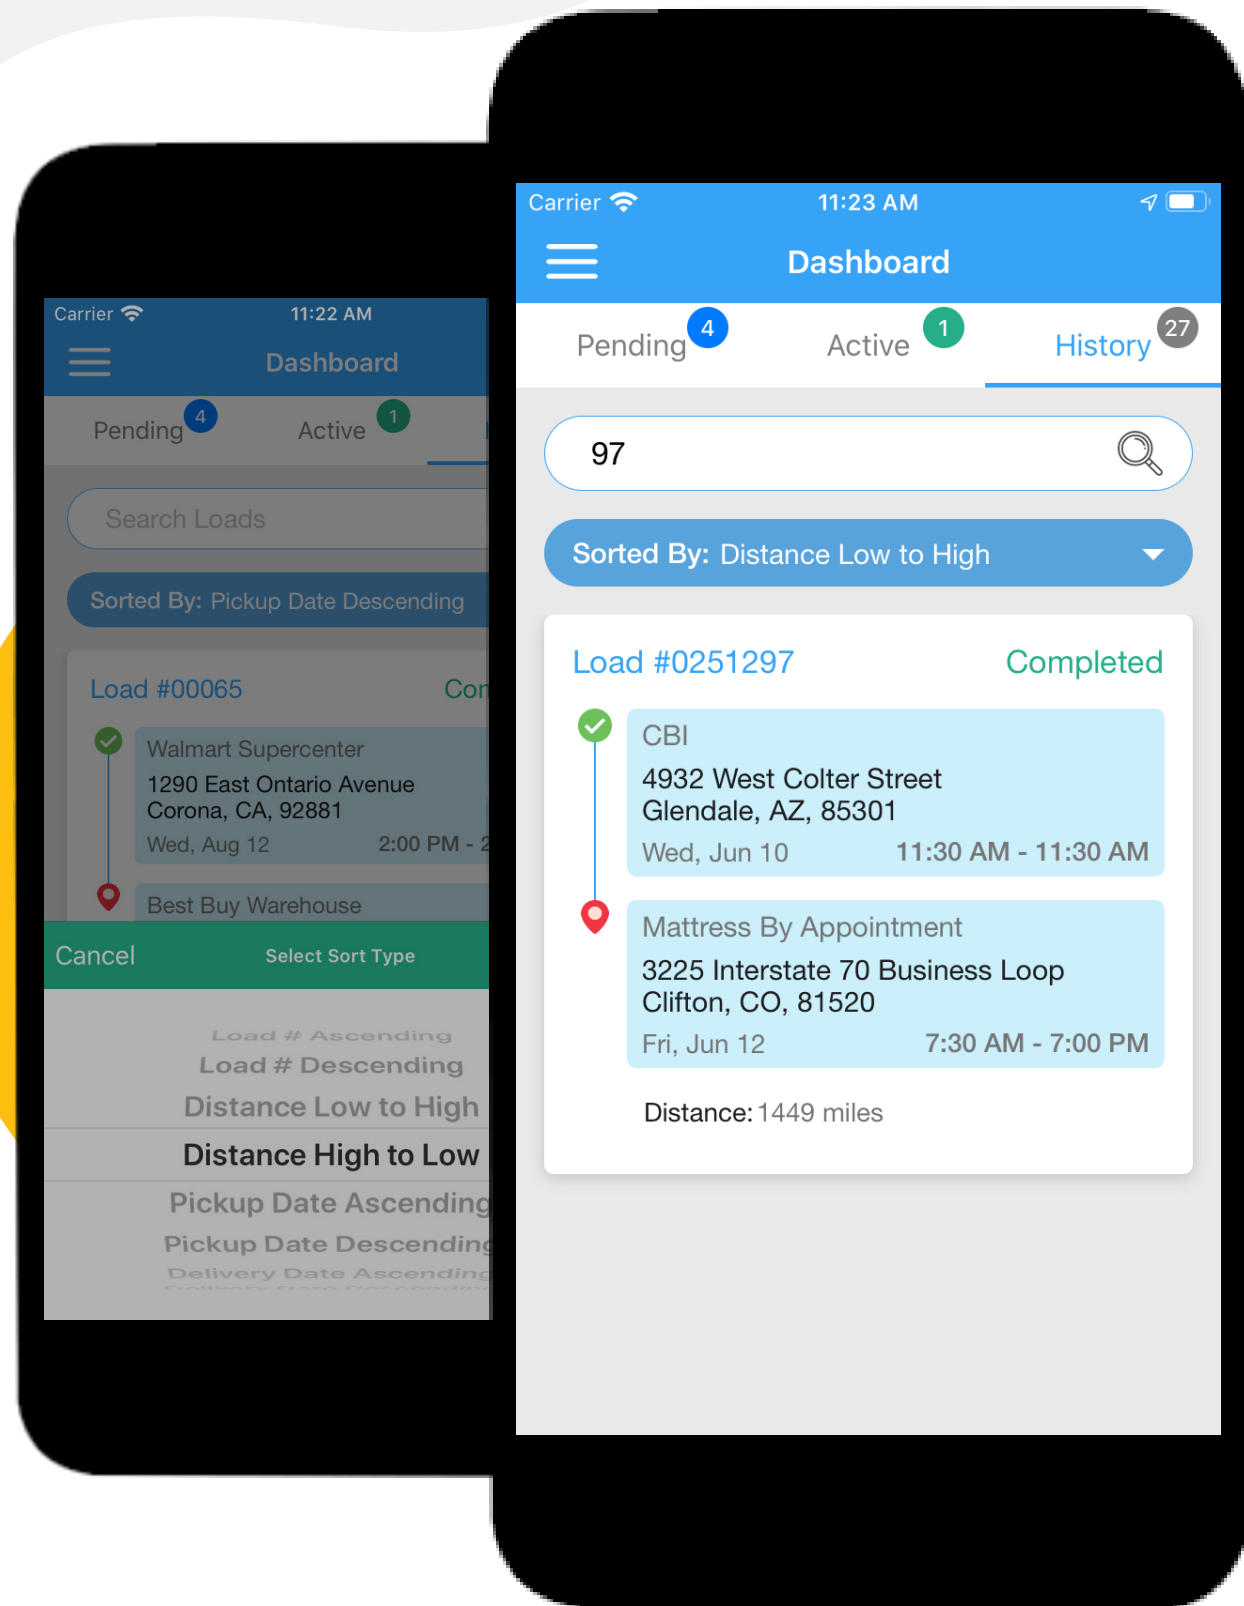 Carrier
11:22 AM
Dashboard
Pending 4
Active 1
Search Loads
Sorted By: Pickup Date Descending
Load #00065
Walmart Supercenter
1290 East Ontario Avenue
Corona, CA, 92881
Wed, Aug 12
2:00 PM -
Best Buy Warehouse
Cancel
Select Sort Type
Load # Ascending
Load # Descending
Distance Low to High
Distance High to Low
Pickup Date Ascending
Pickup Date Descending
Delivery Date Ascending
Carrier
11:23 AM
Dashboard
Pending 4
Active 1
History 27
97
Sorted By: Distance Low to High
Load #0251297
Completed
CBI
4932 West Colter Street
Glendale, AZ, 85301
Wed, Jun 10
11:30 AM - 11:30 AM
Mattress By Appointment
3225 Interstate 70 Business Loop
Clifton, CO, 81520
Fri, Jun 12
7:30 AM - 7:00 PM
Distance: 1449 miles